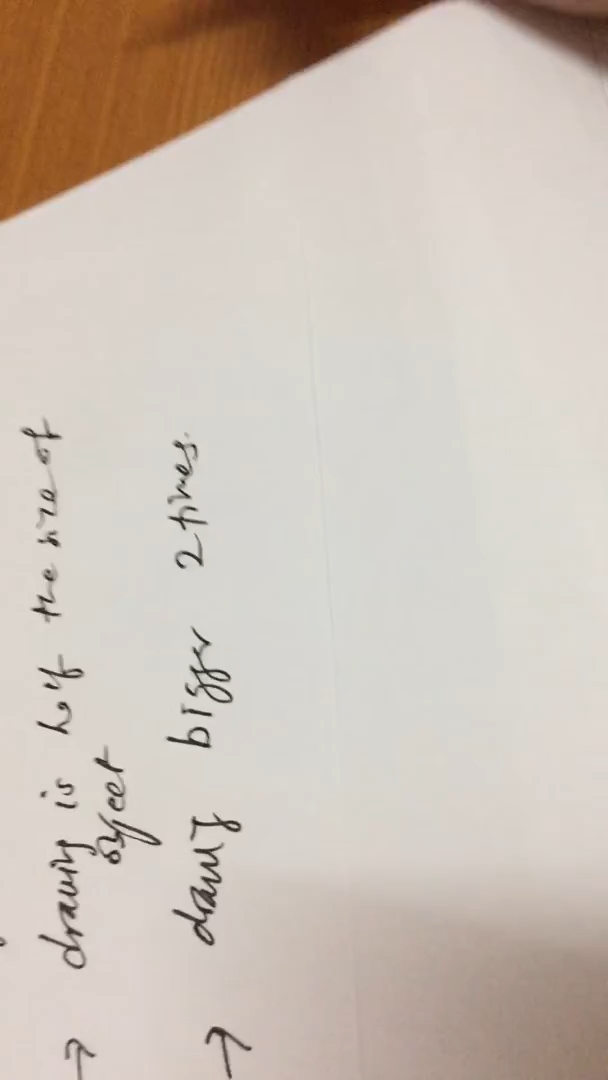 → drawing is half the size of
object
→ drawing bigger 2 times.